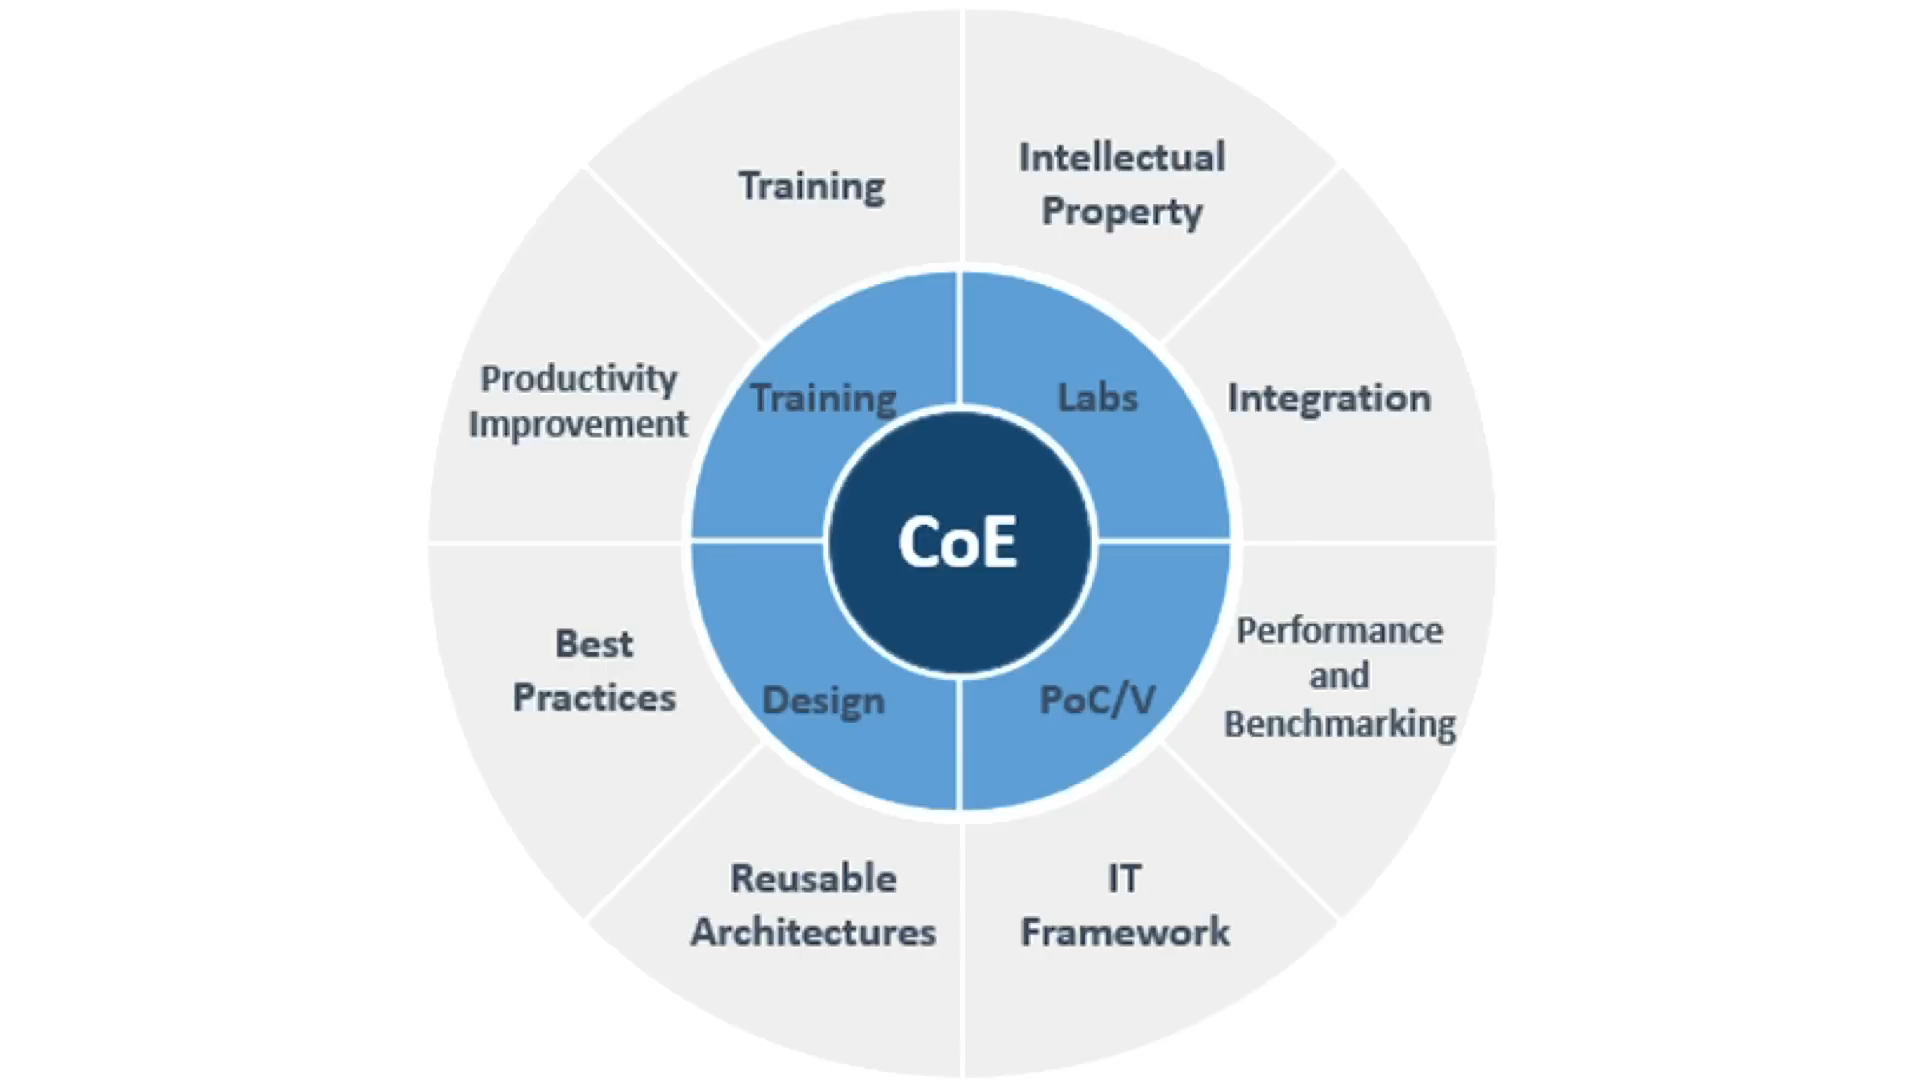 Training
Intellectual
Property
Productivity
Improvement
Training
Labs
Integration
CoE
Best
Practices
Design
PoC/V
Performance
and
Benchmarking
Reusable
Architectures
IT
Framework